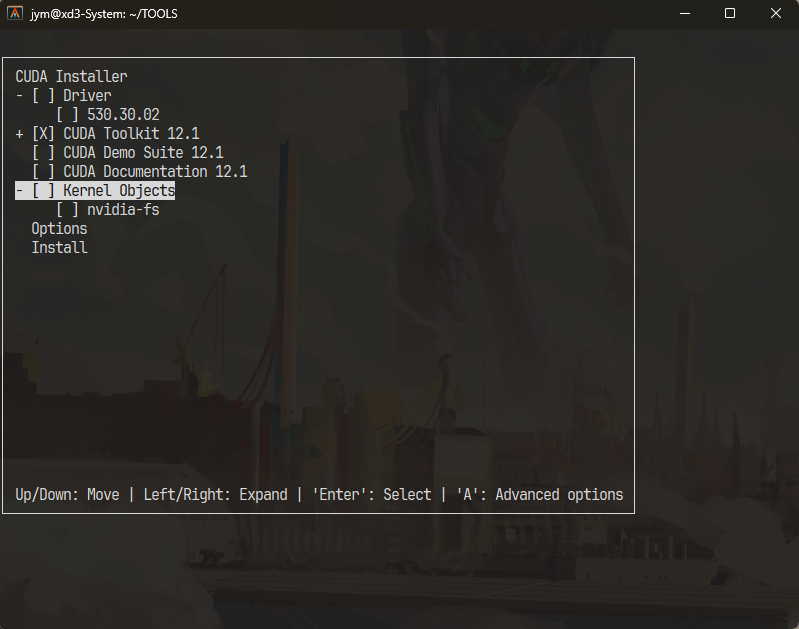 jym@xd3-System: ~/TOOLS
CUDA Installer
- [ ] Driver
[ ] 530.30.02
+ [X] CUDA Toolkit 12.1
[ ] CUDA Demo Suite 12.1
[ ] CUDA Documentation 12.1
- [ ] Kernel Objects
[ ] nvidia-fs
Options
Install
Up/Down: Move | Left/Right: Expand | 'Enter': Select | 'A': Advanced options